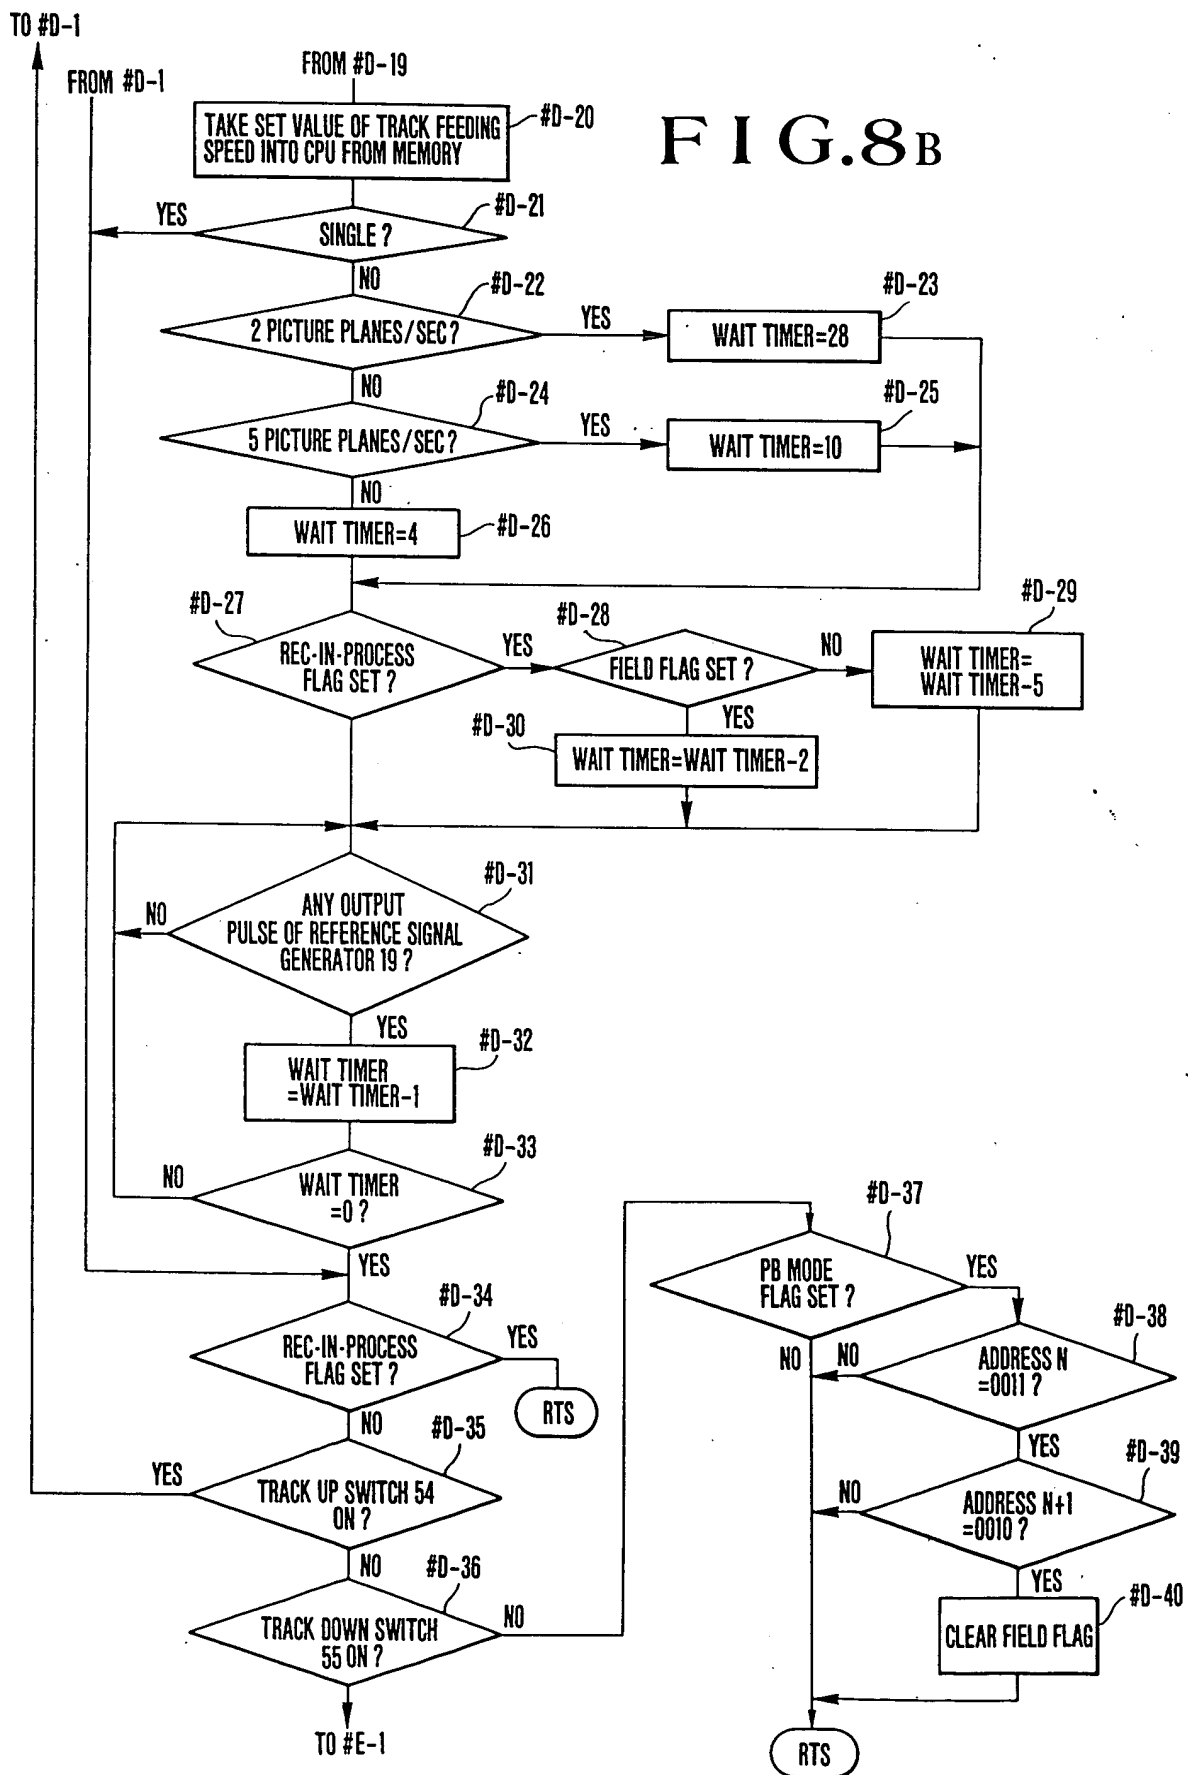 TO #D-1
FROM #D-1
FROM #D-19
FIG.8B
#D-20
TAKE SET VALUE OF TRACK FEEDING
SPEED INTO CPU FROM MEMORY
#D-21
YES
SINGLE ?
NO
#D-22
2 PICTURE PLANES/SEC?
YES
#D-23
WAIT TIMER=28
NO
#D-24
5 PICTURE PLANES/SEC?
YES
#D-25
WAIT TIMER=10
NO
WAIT TIMER=4
#D-26
#D-27
REC-IN-PROCESS
FLAG SET ?
YES
#D-28
FIELD FLAG SET ?
NO
#D-29
WAIT TIMER=
WAIT TIMER-5
YES
#D-30
WAIT TIMER=WAIT TIMER-2
#D-31
NO
ANY OUTPUT
PULSE OF REFERENCE SIGNAL
GENERATOR 19 ?
YES
#D-32
WAIT TIMER
=WAIT TIMER-1
#D-33
NO
WAIT TIMER
=0 ?
YES
#D-34
REC-IN-PROCESS
FLAG SET ?
YES
RTS
NO
#D-35
YES
TRACK UP SWITCH 54
ON ?
NO
#D-36
TRACK DOWN SWITCH
55 ON ?
NO
TO #E-1
#D-37
PB MODE
FLAG SET ?
YES
NO
#D-38
NO
ADDRESS N
=0011 ?
YES
#D-39
NO
ADDRESS N+1
=0010 ?
YES
#D-40
CLEAR FIELD FLAG
RTS